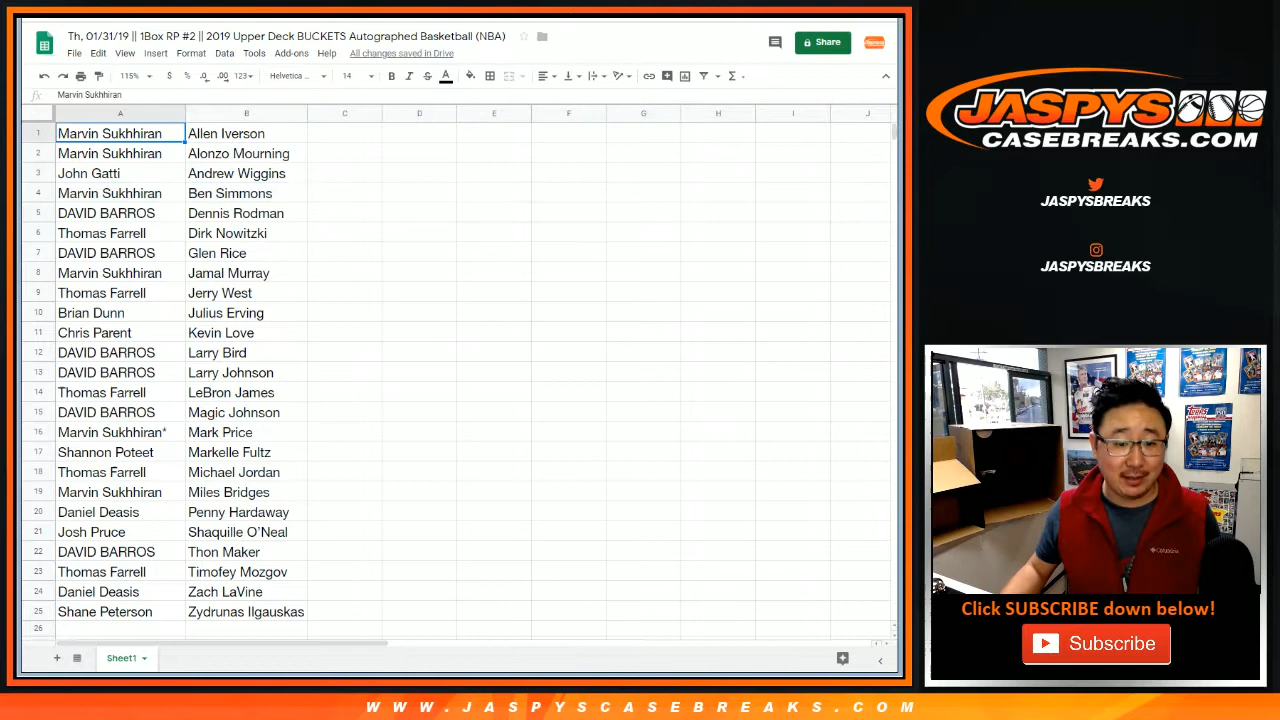 Th, 01/31/19 || 1Box RP #2 || 2019 Upper Deck BUCKETS Autographed Basketball (NBA)
File Edit View Insert Format Data Tools Add-ons Help All changes saved in Drive
Share
115% $ % .0 .00 123 Helvetica ... 14 B I S A
fx Marvin Sukhhiran
A B C D E F G H I J
1 Marvin Sukhhiran Allen Iverson
2 Marvin Sukhhiran Alonzo Mourning
3 John Gatti Andrew Wiggins
4 Marvin Sukhhiran Ben Simmons
5 DAVID BARROS Dennis Rodman
6 Thomas Farrell Dirk Nowitzki
7 DAVID BARROS Glen Rice
8 Marvin Sukhhiran Jamal Murray
9 Thomas Farrell Jerry West
10 Brian Dunn Julius Erving
11 Chris Parent Kevin Love
12 DAVID BARROS Larry Bird
13 DAVID BARROS Larry Johnson
14 Thomas Farrell LeBron James
15 DAVID BARROS Magic Johnson
16 Marvin Sukhhiran* Mark Price
17 Shannon Poteet Markelle Fultz
18 Thomas Farrell Michael Jordan
19 Marvin Sukhhiran Miles Bridges
20 Daniel Deasis Penny Hardaway
21 Josh Pruce Shaquille O'Neal
22 DAVID BARROS Thon Maker
23 Thomas Farrell Timofey Mozgov
24 Daniel Deasis Zach LaVine
25 Shane Peterson Zydrunas Ilgauskas
26
Sheet1
JASPYS
CASEBREAKS.COM
JASPYSBREAKS
JASPYSBREAKS
Columbia
Click SUBSCRIBE down below!
Subscribe
WWW.JASPYSCASEBREAKS.COM